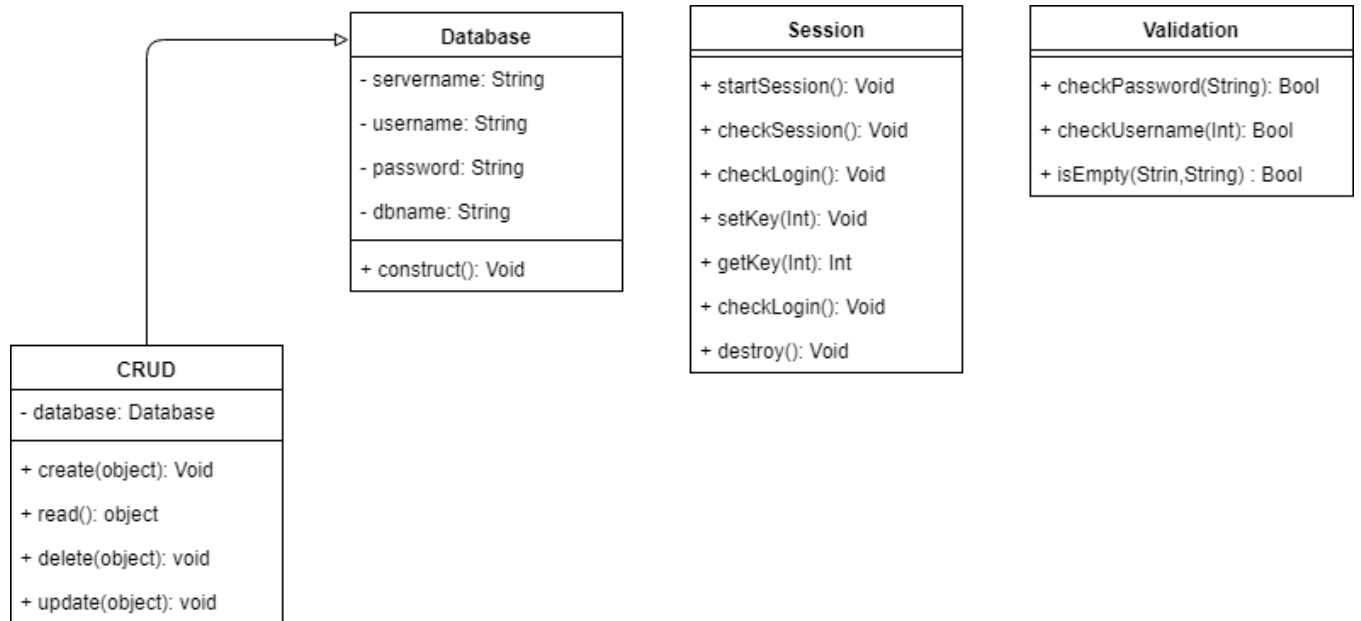 Database
- servername: String
- username: String
- password: String
- dbname: String
+ construct(): Void
Session
+ startSession(): Void
+ checkSession(): Void
+ checkLogin(): Void
+ setKey(Int): Void
+ getKey(Int): Int
+ checkLogin(): Void
+ destroy(): Void
Validation
+ checkPassword(String): Bool
+ checkUsername(Int): Bool
+ isEmpty(Strin,String) : Bool
CRUD
- database: Database
+ create(object): Void
+ read(): object
+ delete(object): void
+ update(object): void